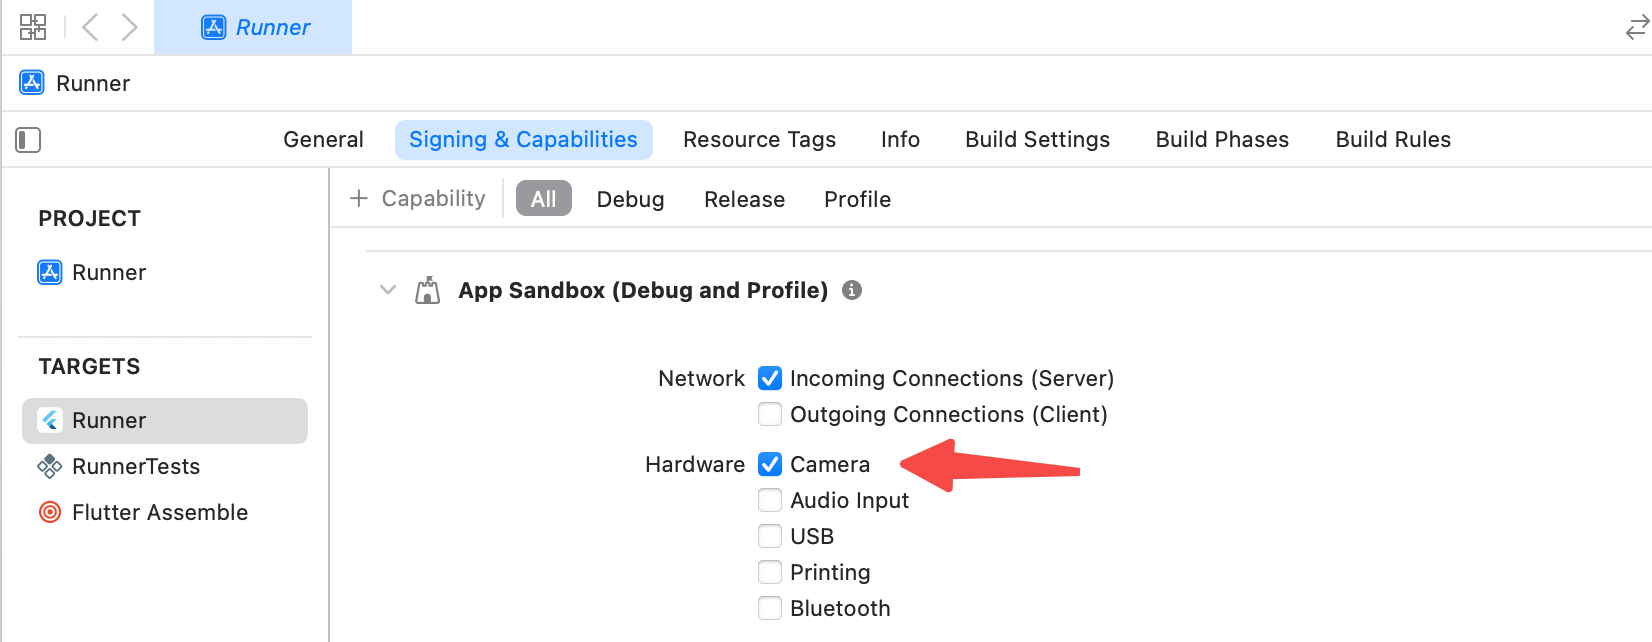 Runner
Runner
General Signing & Capabilities Resource Tags Info Build Settings Build Phases Build Rules
PROJECT
Runner
TARGETS
Runner
RunnerTests
Flutter Assemble
+ Capability All Debug Release Profile
App Sandbox (Debug and Profile)
Network Incoming Connections (Server)
Outgoing Connections (Client)
Hardware Camera
Audio Input
USB
Printing
Bluetooth